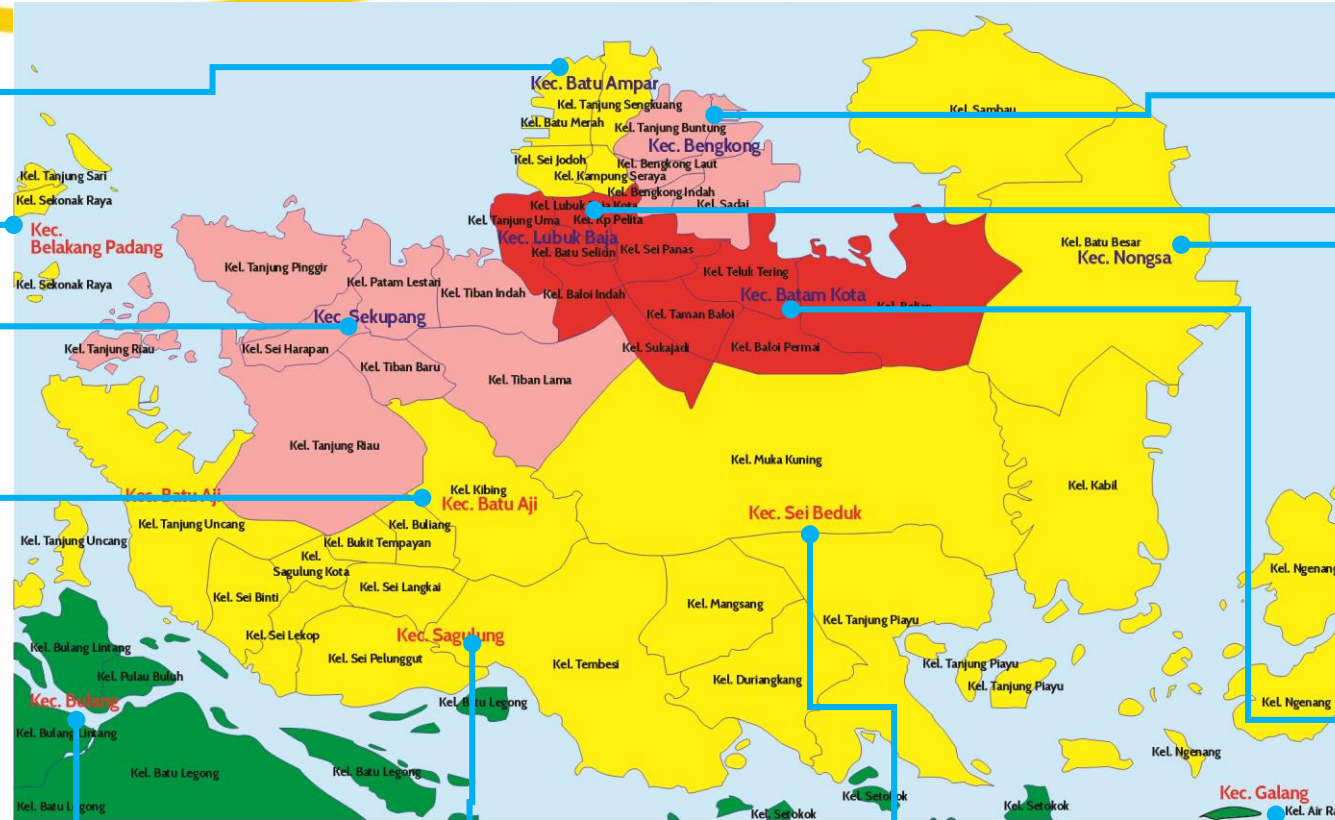 Kec. Batu Ampar
Kel. Tanjung Sengkuang
Kel. Sambau
Kel. Batu Merah
Kel. Tanjung Buntung
Kec. Bengkong
Kel. Sei Jodoh
Kel. Bengkong Laut
Kel. Kampung Seraya
Kel. Tanjung Sari
Kel. Bengkong Indah
Kel. Sekonak Raya
Kel. Sadai
Kel. Tanjung Uma
Kel. Kp Pelita
Kec.
Belakang Padang
Kec. Lubuk Baja
Kel. Batu Besar
Kec. Nongsa
Kel. Sei Panas
Kel. Tanjung Pinggir
Kel. Teluk Tering
Kel. Sekonak Raya
Kel. Patam Lestari
Kel. Tiban Indah
Kel. Baloi Indah
Kec. Batam Kota
Kec. Sekupang
Kel. Taman Baloi
Kel. Tanjung Riau
Kel. Sei Harapan
Kel. Sukajadi
Kel. Baloi Permai
Kel. Tiban Baru
Kel. Tiban Lama
Kel. Tanjung Riau
Kel. Muka Kuning
Kel. Kabil
Kel. Kibing
Kec. Batu Aji
Kec. Batu Aji
Kec. Sei Beduk
Kel. Tanjung Uncang
Kel. Buliang
Kel. Tanjung Uncang
Kel. Bukit Tempayan
Kel.
Sagulung Kota
Kel. Ngenang
Kel. Sei Langkai
Kel. Sei Binti
Kel. Mangsang
Kel. Tanjung Piayu
Kel. Sei Lekop
Kec. Sagulung
Kel. Bulang Lintang
Kel. Sei Pelunggut
Kel. Tembesi
Kel. Tanjung Piayu
Kel. Pulau Buluh
Kel. Duriangkang
Kel. Tanjung Piayu
Kec. Bulang
Kel. Batu Legong
Kel. Ngenang
Kel. Bulang Lintang
Kel. Ngenang
Kel. Batu Legong
Kel. Batu Legong
Kec. Galang
Kel. Setokok
Kel. Batu Legong
Kel. Setokok
Kel. Setokok
Kel. Air